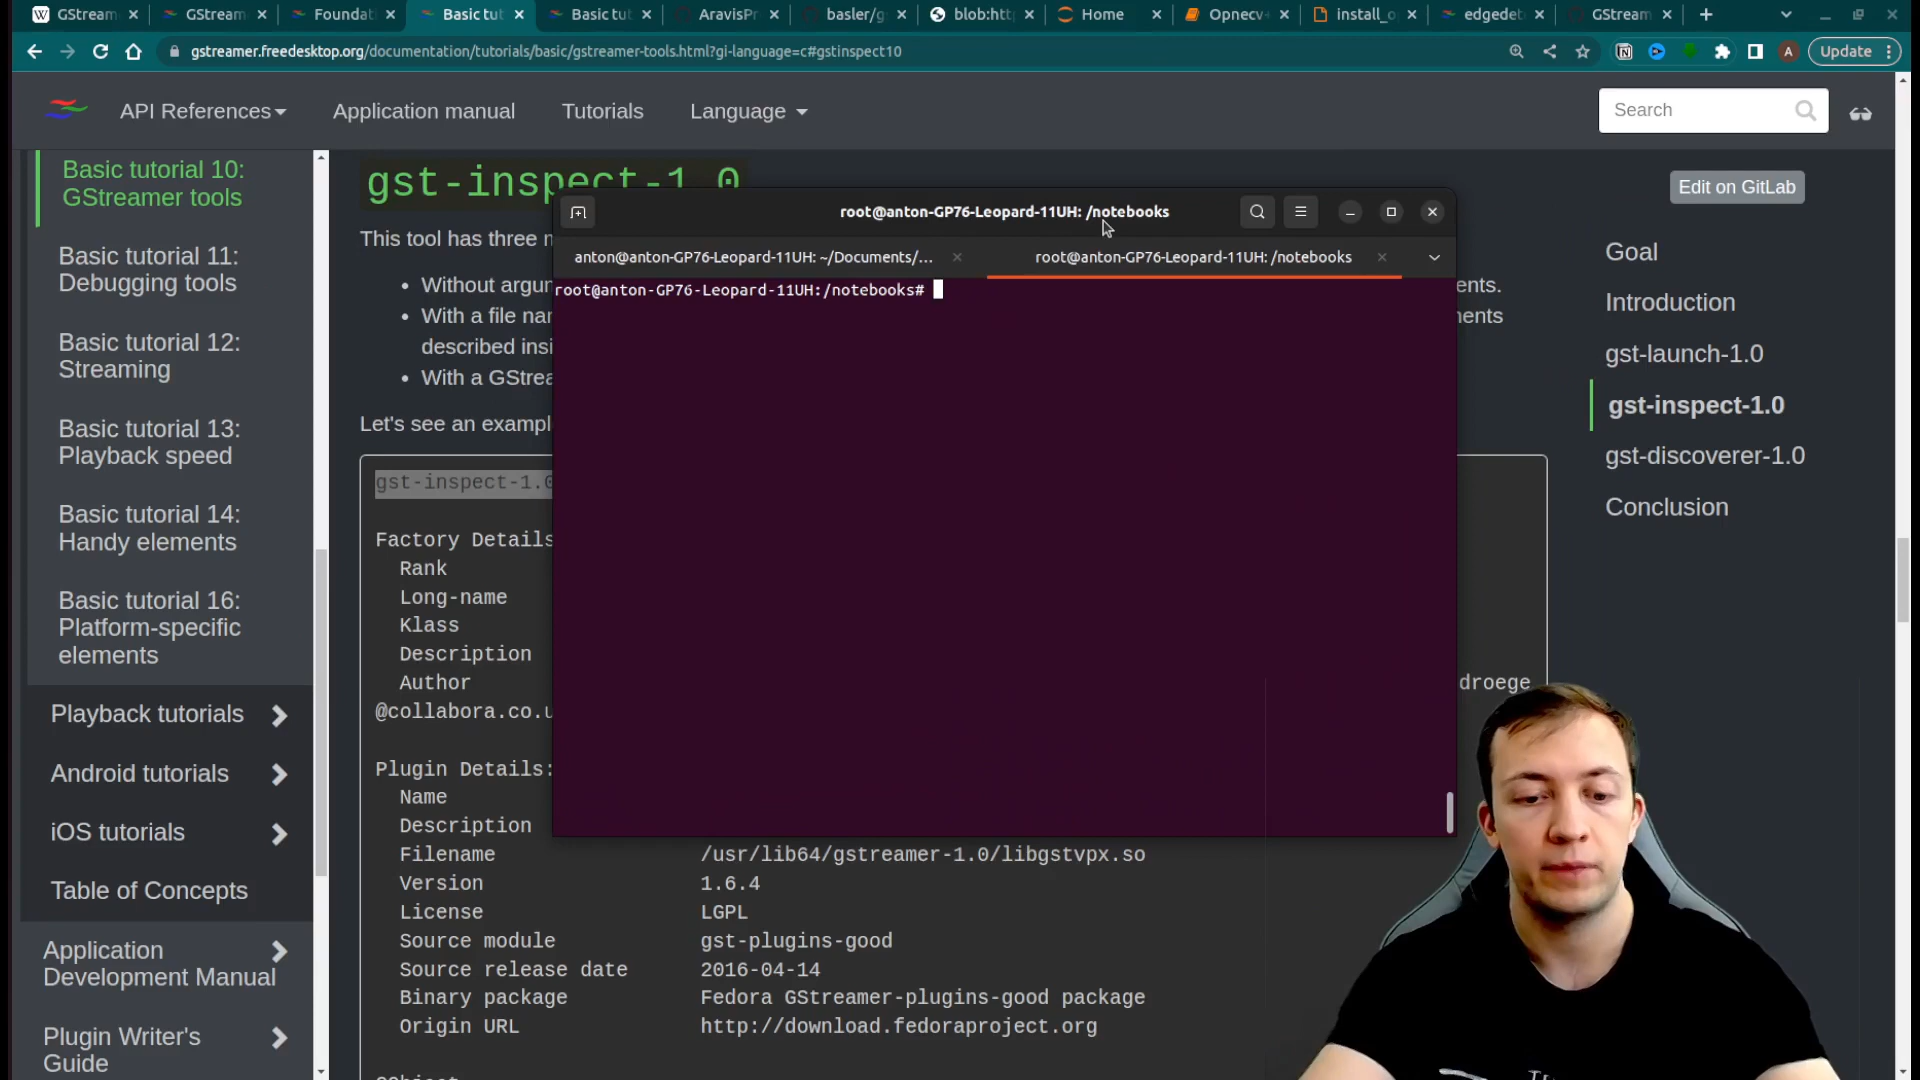 GStream
GStream
Foundat
Basic tut
Basic tut
AravisPr
basler/g
blob:htt
Home
Opnecv
install_o
edgedet
GStream
gstreamer.freedesktop.org/documentation/tutorials/basic/gstreamer-tools.html?gi-language=c#gstinspect10
A
Update
API References
Application manual
Tutorials
Language
Search
Basic tutorial 10:
GStreamer tools
Basic tutorial 11:
Debugging tools
Basic tutorial 12:
Streaming
Basic tutorial 13:
Playback speed
Basic tutorial 14:
Handy elements
Basic tutorial 16:
Platform-specific
elements
Playback tutorials
Android tutorials
iOS tutorials
Table of Concepts
Application
Development Manual
Plugin Writer's
Guide
gst-inspect-1.0
Edit on GitLab
This tool has three m
Without argun
ents.
With a file nam
nents
described insi
With a GStrea
Let's see an exampl
gst-inspect-1.0
Factory Details
Rank
Long-name
Klass
Description
Author
droege
@collabora.co.u
Plugin Details:
Name
Description
Filename /usr/lib64/gstreamer-1.0/libgstvpx.so
Version 1.6.4
License LGPL
Source module gst-plugins-good
Source release date 2016-04-14
Binary package Fedora GStreamer-plugins-good package
Origin URL http://download.fedoraproject.org
root@anton-GP76-Leopard-11UH: /notebooks
anton@anton-GP76-Leopard-11UH: ~/Documents/...
root@anton-GP76-Leopard-11UH: /notebooks
root@anton-GP76-Leopard-11UH:/notebooks#
Goal
Introduction
gst-launch-1.0
gst-inspect-1.0
gst-discoverer-1.0
Conclusion